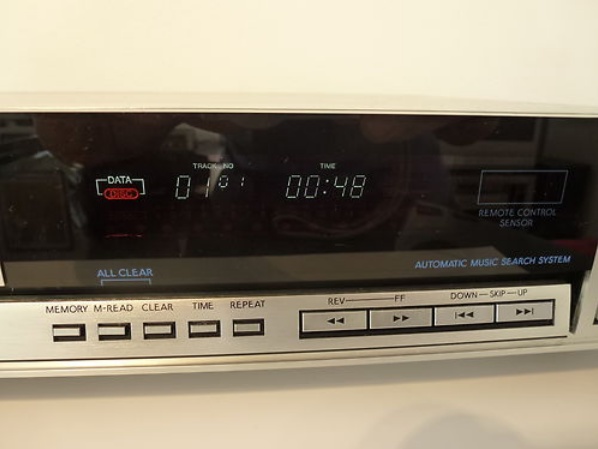 TRACK NO TIME
DATA
DISC
01 01 00:48
REMOTE CONTROL
SENSOR
ALL CLEAR
AUTOMATIC MUSIC SEARCH SYSTEM
MEMORY M-READ CLEAR TIME REPEAT
REV FF DOWN SKIP UP